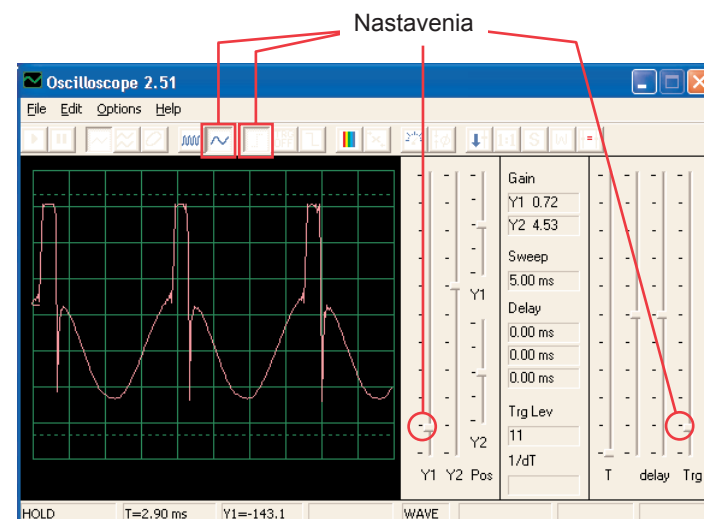 Nastavenia
Oscilloscope 2.51
File Edit Options Help
Gain
Y1 0.72
Y2 4.53
Sweep
5.00 ms
Y1
Delay
0.00 ms
0.00 ms
0.00 ms
Trg Lev
11
Y2
1/dT
Y1 Y2 Pos
T delay Trg
HOLD T=2.90 ms Y1=-143.1 WAVE